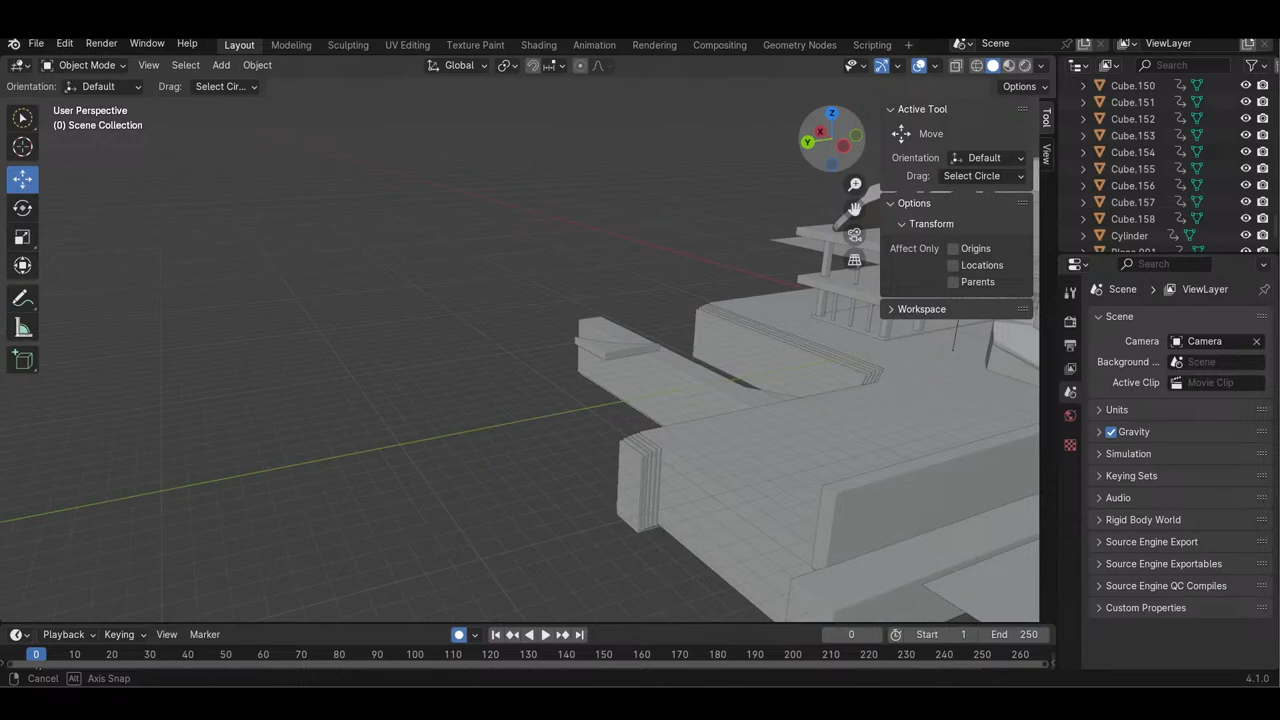 File Edit Render Window Help Layout Modeling Sculpting UV Editing Texture Paint Shading Animation Rendering Compositing Geometry Nodes Scripting + Scene ViewLayer
Object Mode View Select Add Object Global Search
Orientation: Default Drag: Select Cir... Options
User Perspective
(0) Scene Collection
Z
X
Y
Active Tool
Move
Orientation Default
Drag: Select Circle
Options
Transform
Affect Only Origins
Locations
Parents
Workspace
Tool
View
Cube.150
Cube.151
Cube.152
Cube.153
Cube.154
Cube.155
Cube.156
Cube.157
Cube.158
Cylinder
Search
Scene ViewLayer
Scene
Camera Camera
Background ... Scene
Active Clip Movie Clip
Units
Gravity
Simulation
Keying Sets
Audio
Rigid Body World
Source Engine Export
Source Engine Exportables
Source Engine QC Compiles
Custom Properties
Playback Keying View Marker 0 Start 1 End 250
0 10 20 30 40 50 60 70 80 90 100 110 120 130 140 150 160 170 180 190 200 210 220 230 240 250 260
Cancel Alt Axis Snap 4.1.0